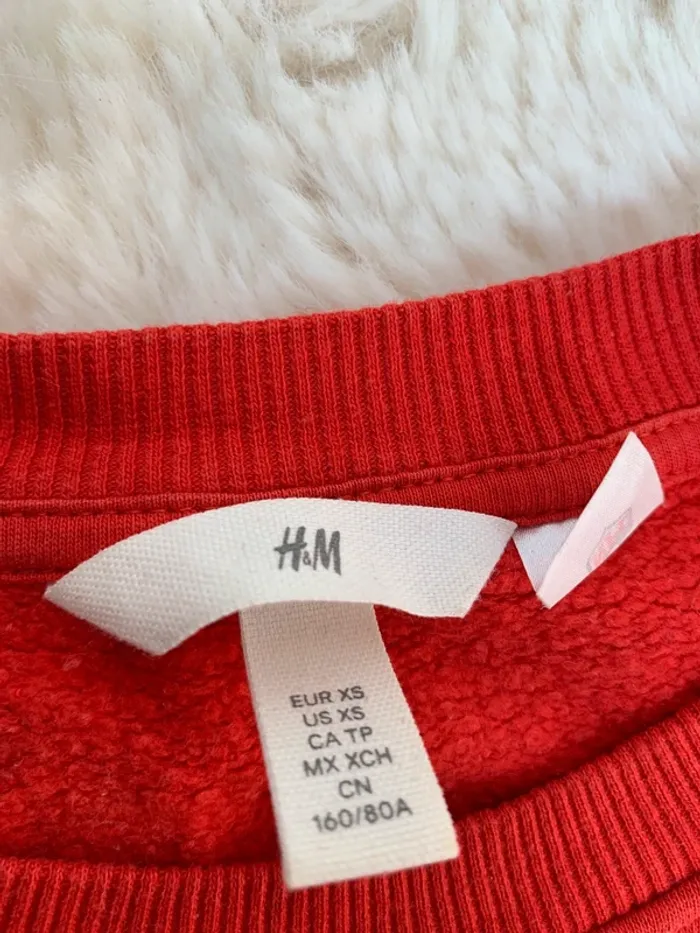 H&M
EUR XS
US XS
CA TP
MX XCH
CN
160/80A